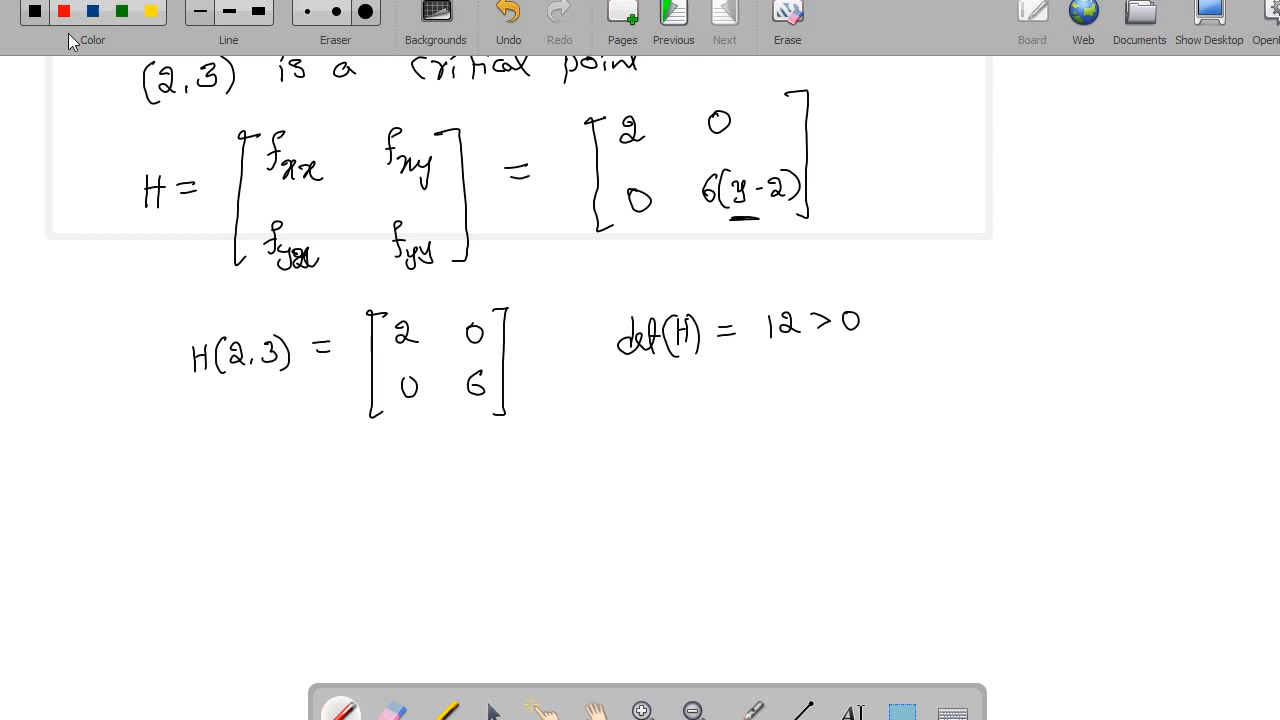 Color Line Eraser Backgrounds Undo Redo Pages Previous Next Erase Board Web Documents Show Desktop
(2,3) is a critical point
H = [ fxx fxy ] = [ 2 0 ]
[ fyx fyy ] [ 0 6(y-2) ]
H(2,3) = [ 2 0 ] det(H) = 12 > 0
[ 0 6 ]